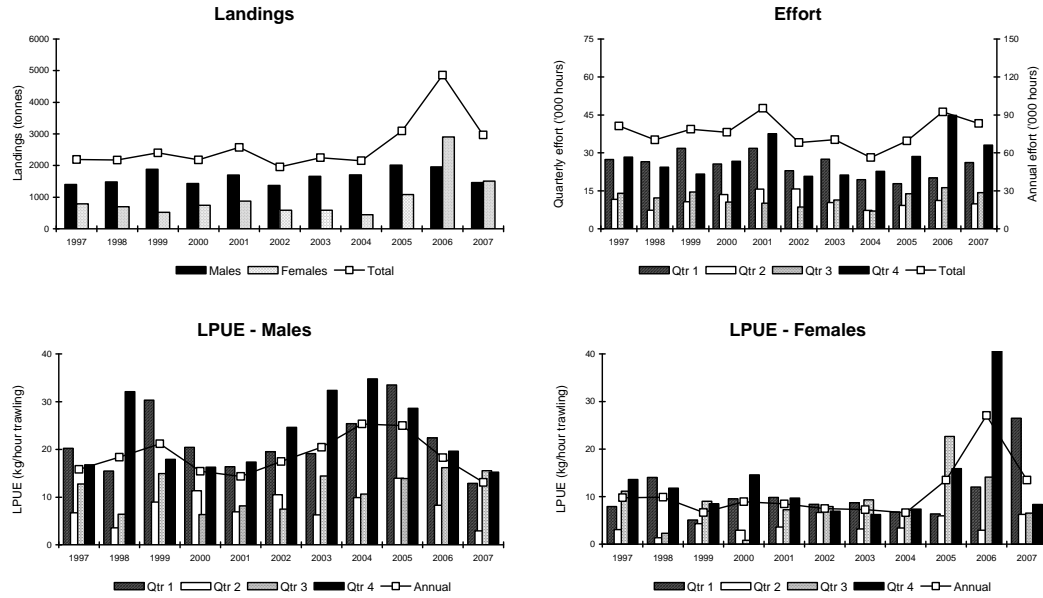 Landings
6000
5000
4000
3000
2000
1000
0
Landings (tonnes)
1997 1998 1999 2000 2001 2002 2003 2004 2005 2006 2007
Males Females Total
Effort
75
60
45
30
15
0
Quarterly effort ('000 hours)
150
120
90
60
30
0
Annual effort ('000 hours)
1997 1998 1999 2000 2001 2002 2003 2004 2005 2006 2007
Qtr 1 Qtr 2 Qtr 3 Qtr 4 Total
LPUE - Males
40
30
20
10
0
LPUE (kg/hour trawling)
1997 1998 1999 2000 2001 2002 2003 2004 2005 2006 2007
Qtr 1 Qtr 2 Qtr 3 Qtr 4 Annual
LPUE - Females
40
30
20
10
0
LPUE (kg/hour trawling)
1997 1998 1999 2000 2001 2002 2003 2004 2005 2006 2007
Qtr 1 Qtr 2 Qtr 3 Qtr 4 Annual